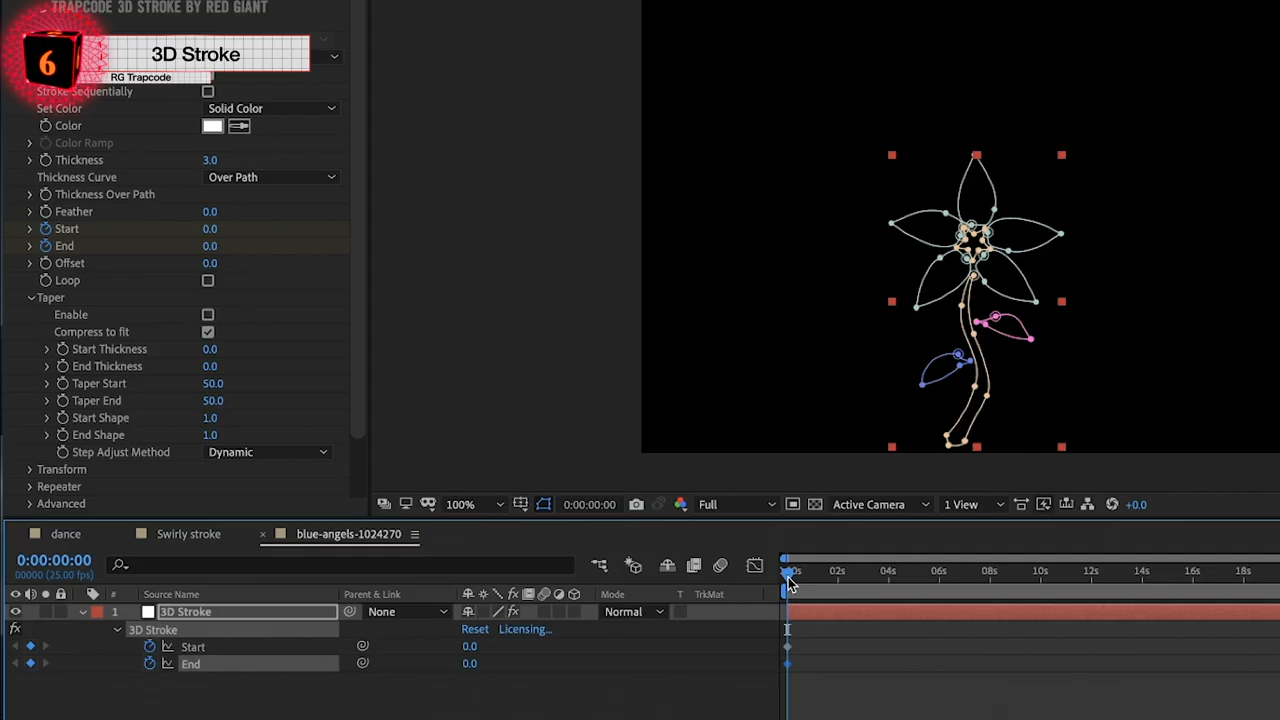 TRAPCODE 3D STROKE BY RED GIANT
6
3D Stroke
RG Trapcode
Stroke Sequentially
Set Color Solid Color
Color
Color Ramp
Thickness 3.0
Thickness Curve Over Path
Thickness Over Path
Feather 0.0
Start 0.0
End 0.0
Offset 0.0
Loop
Taper
Enable
Compress to fit
Start Thickness 0.0
End Thickness 0.0
Taper Start 50.0
Taper End 50.0
Start Shape 1.0
End Shape 1.0
Step Adjust Method Dynamic
Transform
Repeater
Advanced
100% 0:00:00:00 Full Active Camera 1 View +0.0
dance Swirly stroke × blue-angels-1024270
0:00:00:00
00000 (25.00 fps)
00s 02s 04s 06s 08s 10s 12s 14s 16s 18s
# Source Name Parent & Link Mode T TrkMat
1 3D Stroke None Normal
fx 3D Stroke Reset Licensing...
Start 0.0
End 0.0